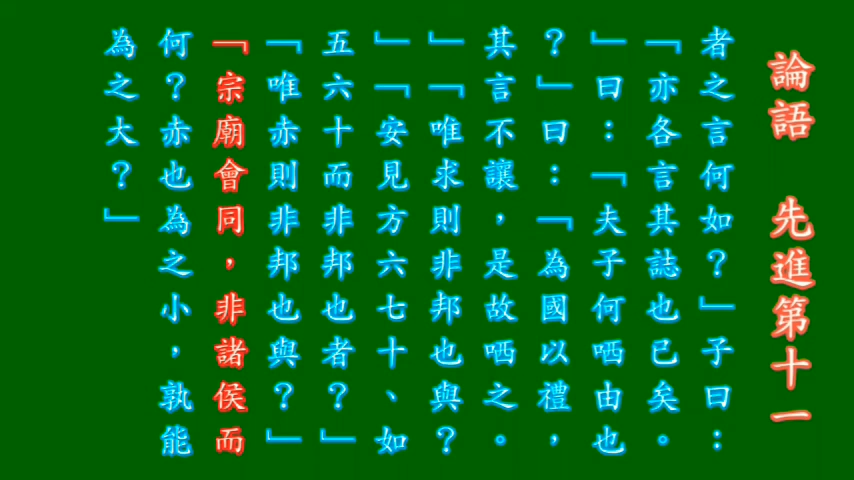 論語 先進第十一
者之言何如？」子曰：
「亦各言其誌也已矣。
」曰：「夫子何哂由也
？」曰：「為國以禮，
其言不讓，是故哂之。
」「唯求則非邦也與？
」「安見方六七十、如
五六十而非邦也者？」
「唯赤則非邦也與？」
「宗廟會同，非諸侯而
何？赤也為之小，孰能
為之大？」